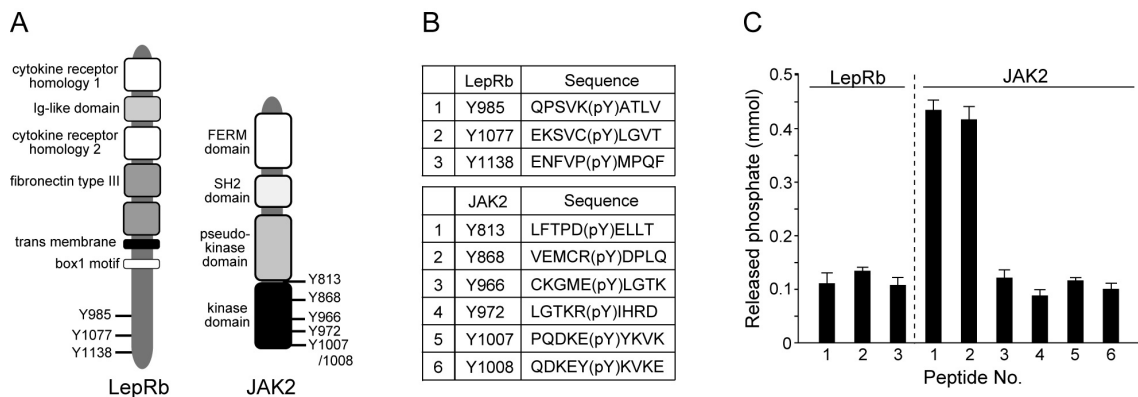 A
cytokine receptor
homology 1
Ig-like domain
cytokine receptor
homology 2
fibronectin type III
trans membrane
box1 motif
Y985
Y1077
Y1138
LepRb
FERM
domain
SH2
domain
pseudo-
kinase
domain
kinase
domain
Y813
Y868
Y966
Y972
Y1007
/1008
JAK2
B
LepRb Sequence
1 Y985 QPSVK(pY)ATLV
2 Y1077 EKSVC(pY)LGVT
3 Y1138 ENFVP(pY)MPQF
JAK2 Sequence
1 Y813 LFTPD(pY)ELLT
2 Y868 VEMCR(pY)DPLQ
3 Y966 CKGME(pY)LGTK
4 Y972 LGTKR(pY)IHRD
5 Y1007 PQDKE(pY)YKVK
6 Y1008 QDKEY(pY)KVKE
C
LepRb JAK2
Released phosphate (mmol)
0.5
0.4
0.3
0.2
0.1
0
1 2 3 1 2 3 4 5 6
Peptide No.